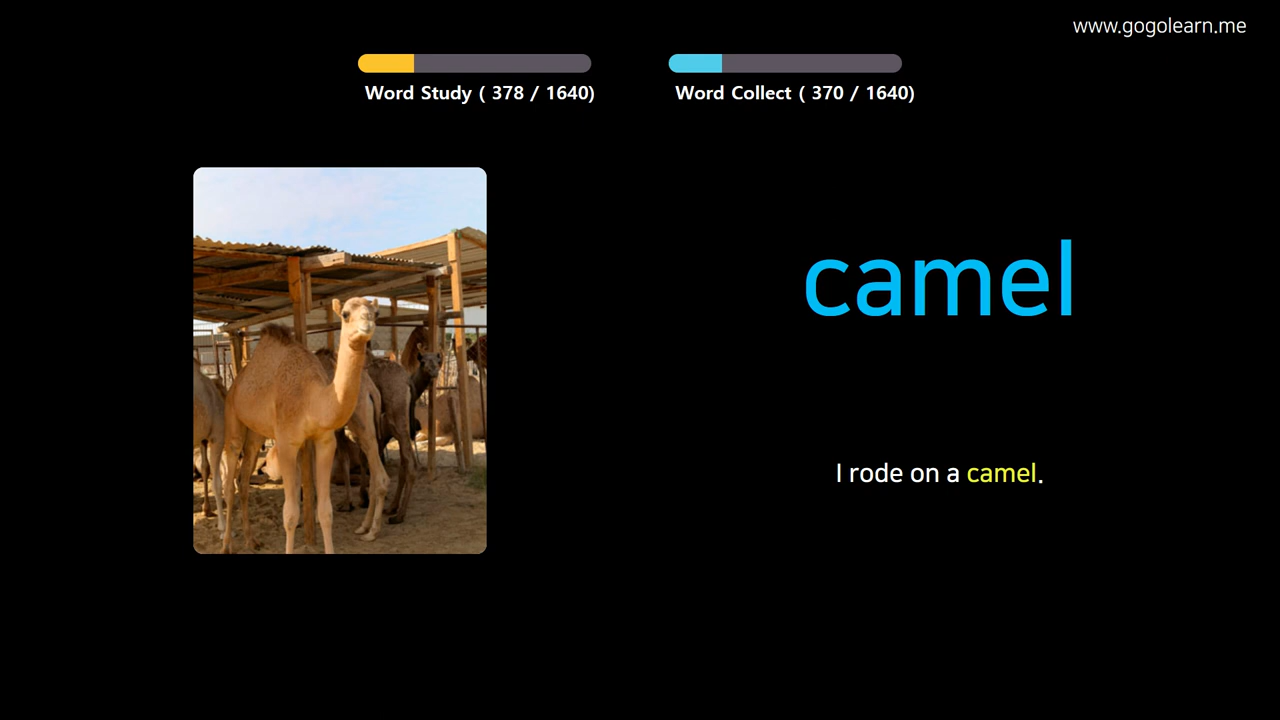 www.gogolearn.me
Word Study ( 378 / 1640)
Word Collect ( 370 / 1640)
camel
I rode on a camel.